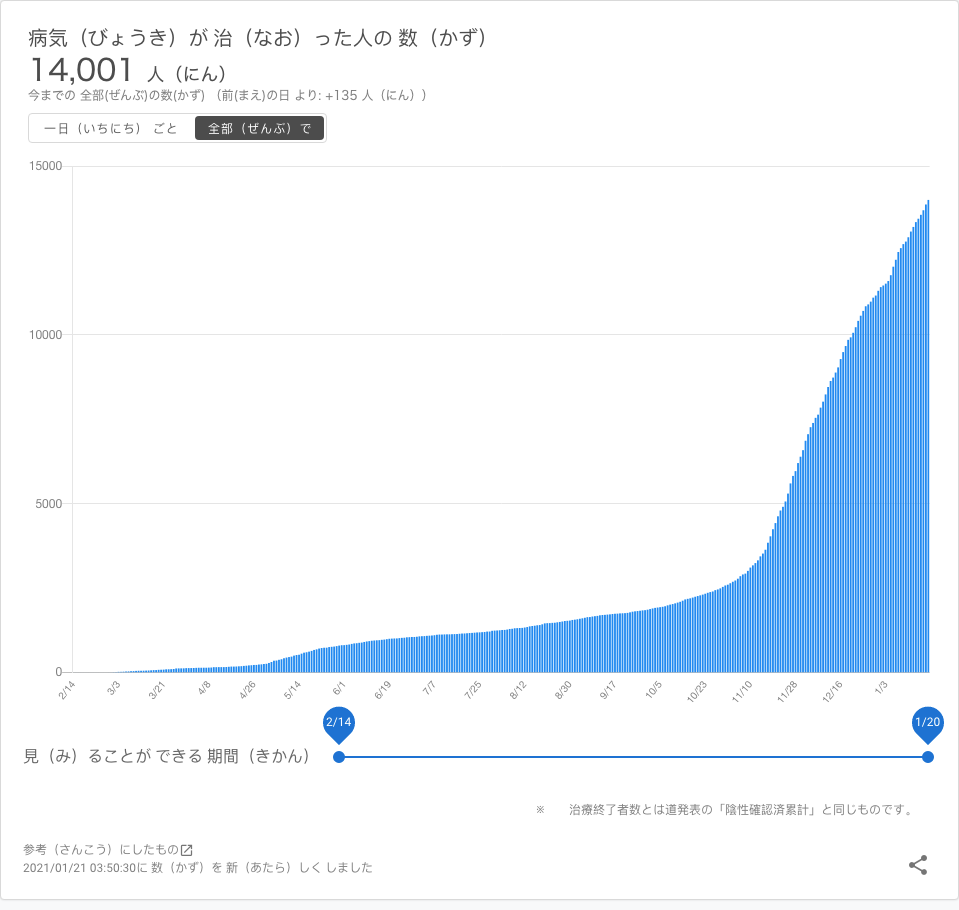 病気（びょうき）が 治（なお）った人の 数（かず）
14,001 人（にん）
今までの 全部(ぜんぶ)の数(かず) （前(まえ)の日 より: +135 人（にん））
一日（いちにち） ごと 全部（ぜんぶ）で
15000
10000
5000
0
2/14 3/3 3/21 4/8 4/26 5/14 6/1 6/19 7/7 7/25 8/12 8/30 9/17 10/5 10/23 11/10 11/28 12/16 1/3
2/14 1/20
見（み）ることが できる 期間（きかん）
※ 治療終了者数とは道発表の「陰性確認済累計」と同じものです。
参考（さんこう）にしたもの
2021/01/21 03:50:30に 数（かず）を 新（あたら）しく しました